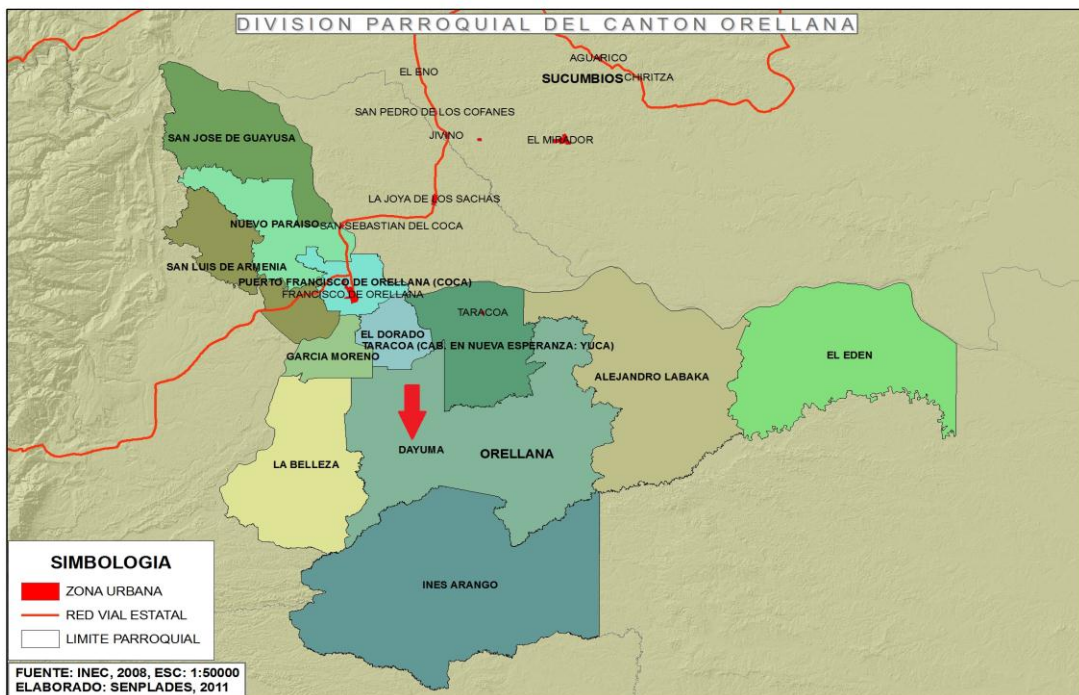 DIVISION PARROQUIAL DEL CANTON ORELLANA
AGUARICO
EL ENO
SUCUMBIOS
CHIRITZA
SAN PEDRO DE LOS COFANES
JIVINO
EL MIRADOR
SAN JOSE DE GUAYUSA
LA JOYA DE LOS SACHAS
NUEVO PARAISO
SAN SEBASTIAN DEL COCA
SAN LUIS DE ARMENIA
PUERTO FRANCISCO DE ORELLANA (COCA)
FRANCISCO DE ORELLANA
TARACOA
EL DORADO
TARACOA (CAB. EN NUEVA ESPERANZA: YUCA)
GARCIA MORENO
EL EDEN
ALEJANDRO LABAKA
DAYUMA
ORELLANA
LA BELLEZA
INES ARANGO
SIMBOLOGIA
ZONA URBANA
RED VIAL ESTATAL
LIMITE PARROQUIAL
FUENTE: INEC, 2008, ESC: 1:50000
ELABORADO: SENPLADES, 2011